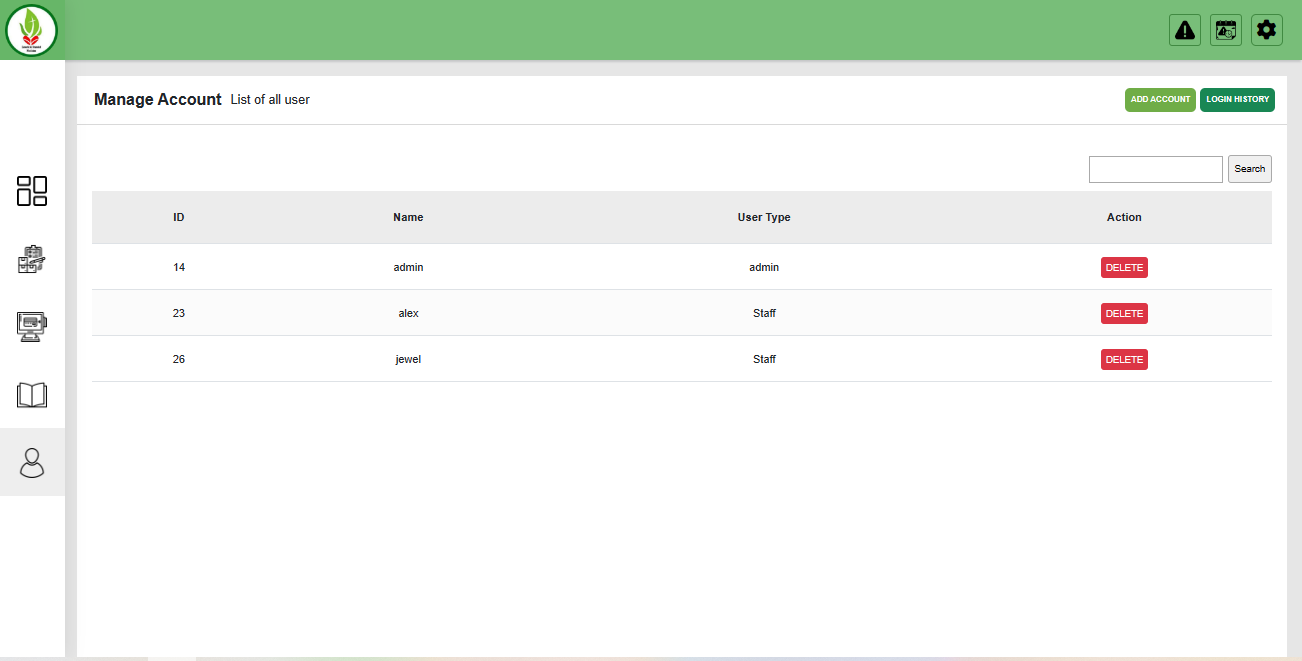 Manage Account List of all user
ADD ACCOUNT LOGIN HISTORY
Search
ID Name User Type Action
14 admin admin DELETE
23 alex Staff DELETE
26 jewel Staff DELETE